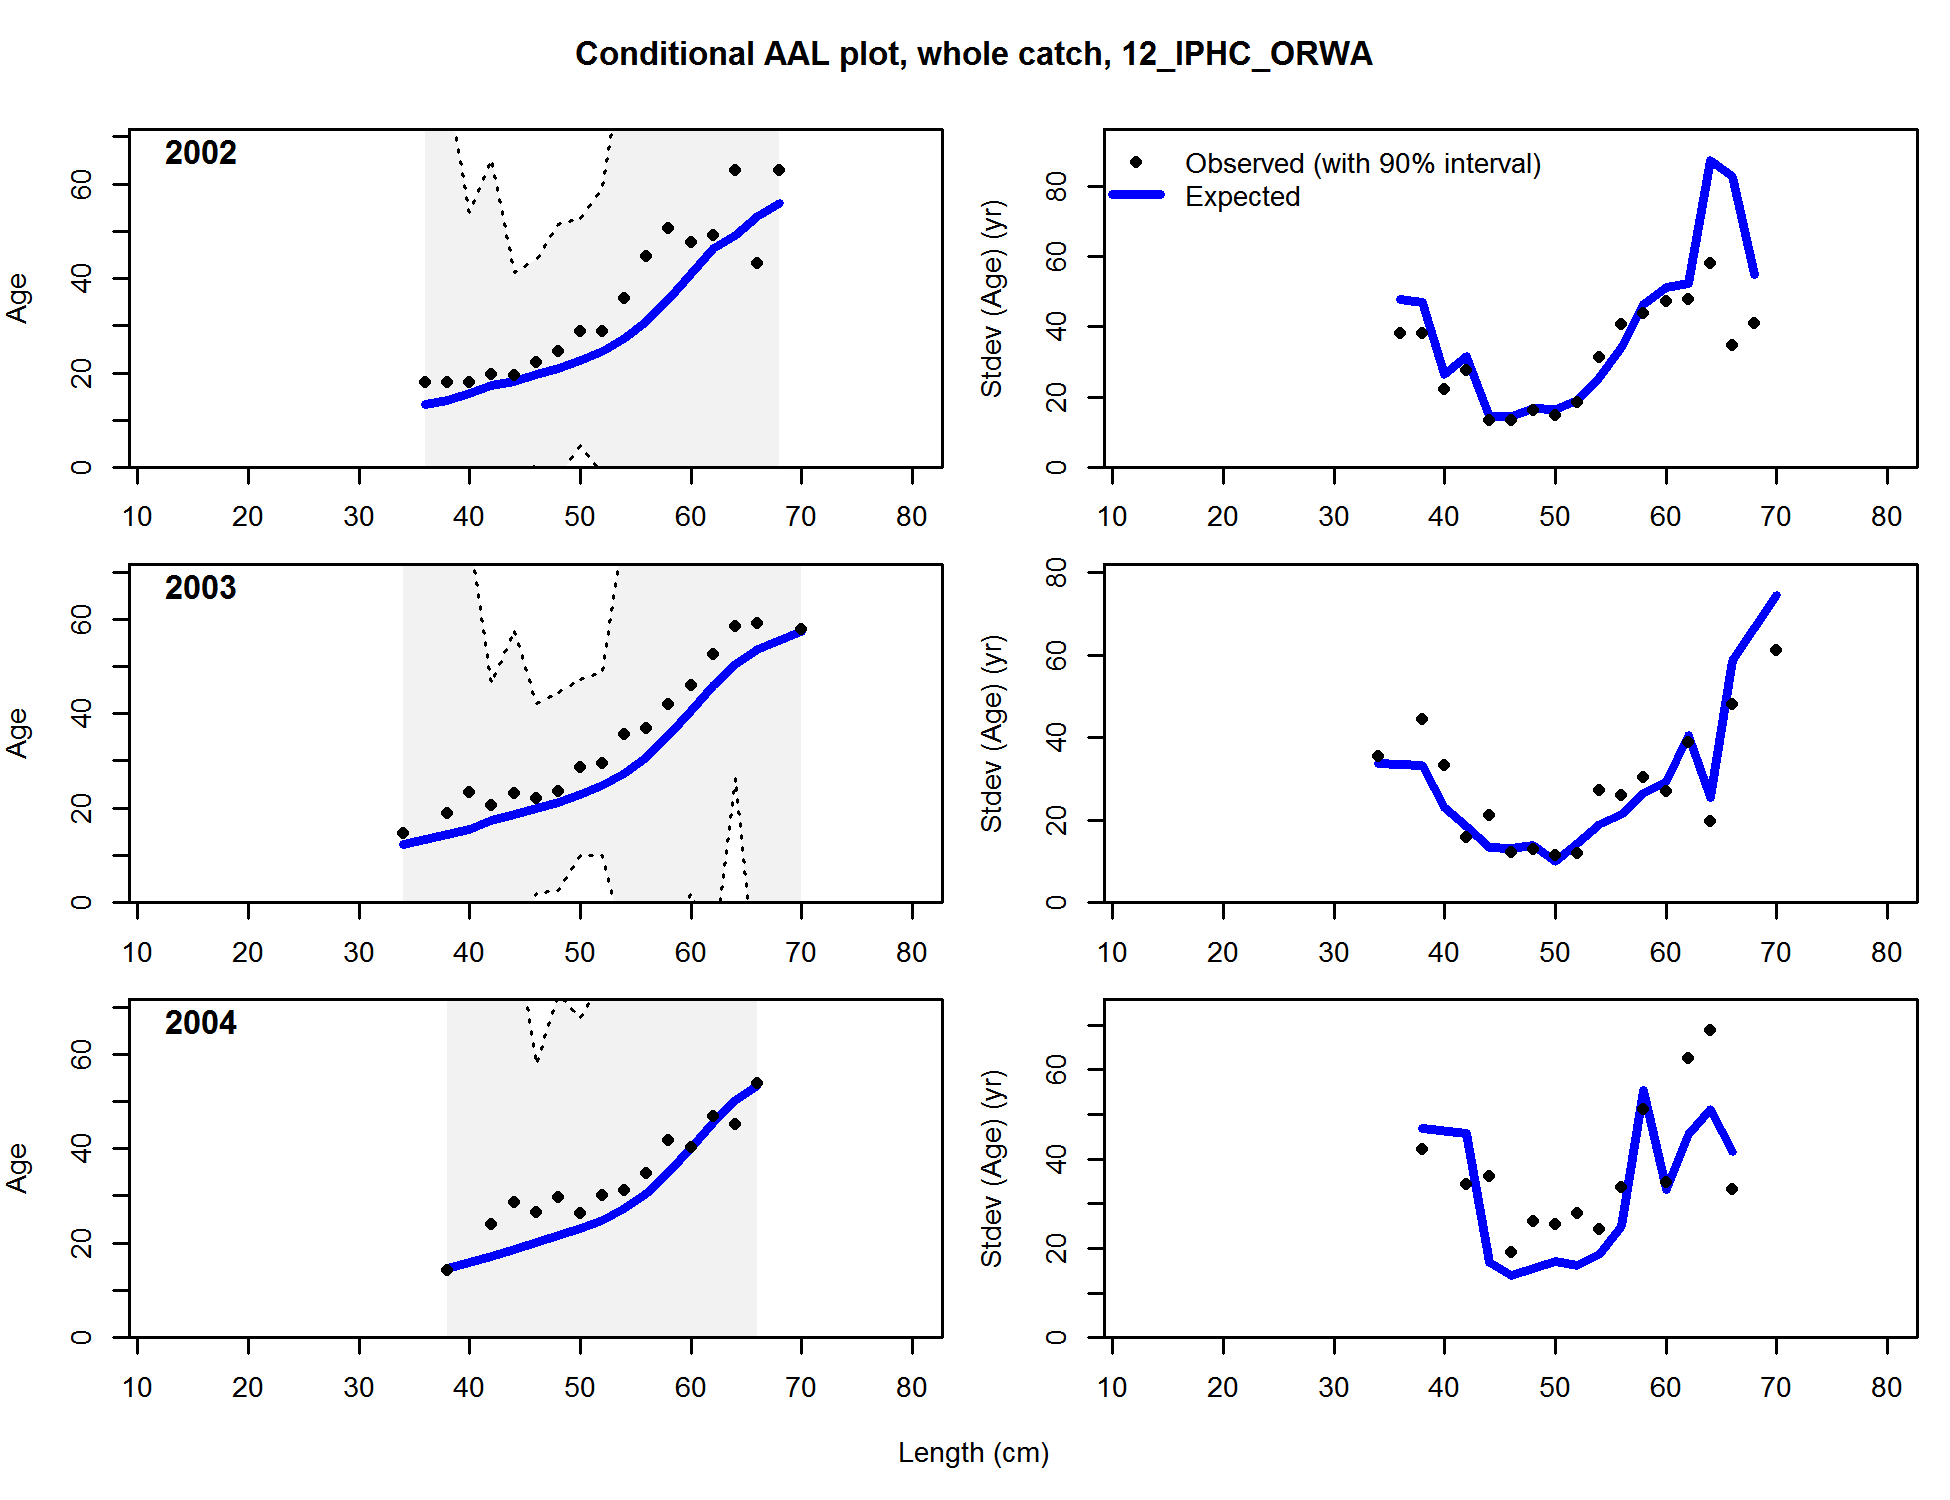 Conditional AAL plot, whole catch, 12_IPHC_ORWA
2002
Age
0 20 40 60
10 20 30 40 50 60 70 80
Observed (with 90% interval)
Expected
Stdev (Age) (yr)
0 20 40 60 80
10 20 30 40 50 60 70 80
2003
Age
0 20 40 60
10 20 30 40 50 60 70 80
Stdev (Age) (yr)
0 20 40 60 80
10 20 30 40 50 60 70 80
2004
Age
0 20 40 60
10 20 30 40 50 60 70 80
Stdev (Age) (yr)
0 20 40 60
10 20 30 40 50 60 70 80
Length (cm)